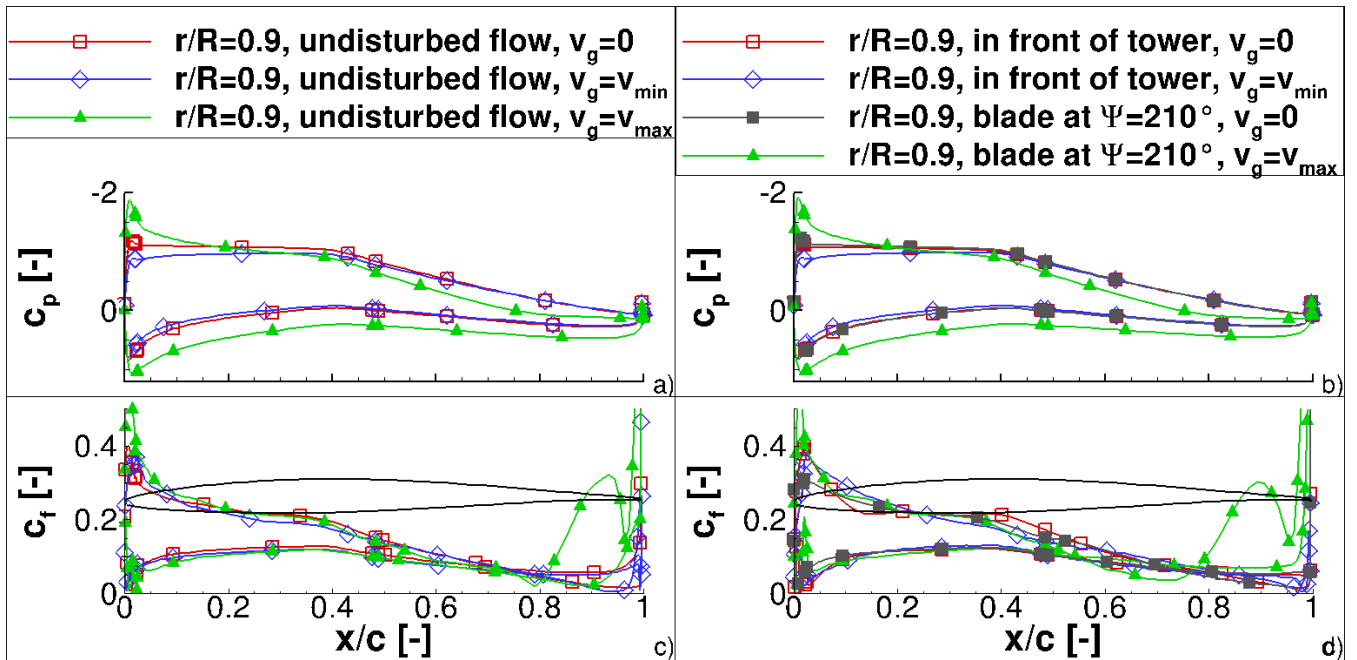 r/R=0.9, undisturbed flow, v_g=0
r/R=0.9, undisturbed flow, v_g=v_min
r/R=0.9, undisturbed flow, v_g=v_max
r/R=0.9, in front of tower, v_g=0
r/R=0.9, in front of tower, v_g=v_min
r/R=0.9, blade at Ψ=210°, v_g=0
r/R=0.9, blade at Ψ=210°, v_g=v_max
-2
0
c_p [-]
a)
-2
0
c_p [-]
b)
0.4
0.2
0
c_f [-]
0 0.2 0.4 0.6 0.8 1
x/c [-]
c)
0.4
0.2
0
c_f [-]
0 0.2 0.4 0.6 0.8 1
x/c [-]
d)